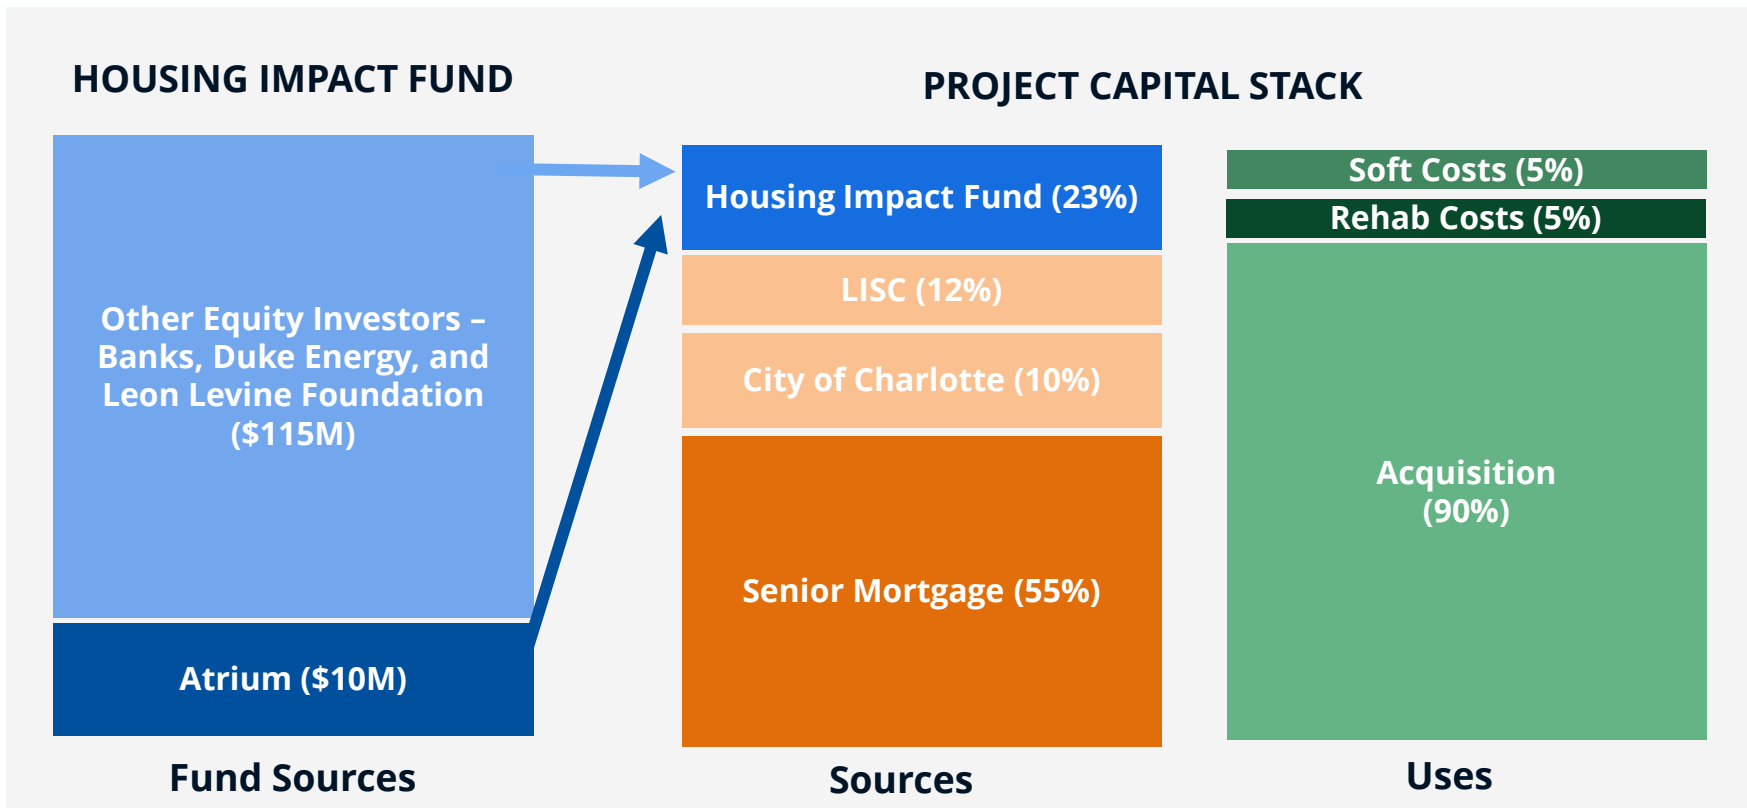 HOUSING IMPACT FUND
Other Equity Investors –
Banks, Duke Energy, and
Leon Levine Foundation
($115M)
Atrium ($10M)
Fund Sources
PROJECT CAPITAL STACK
Housing Impact Fund (23%)
LISC (12%)
City of Charlotte (10%)
Senior Mortgage (55%)
Sources
Soft Costs (5%)
Rehab Costs (5%)
Acquisition
(90%)
Uses